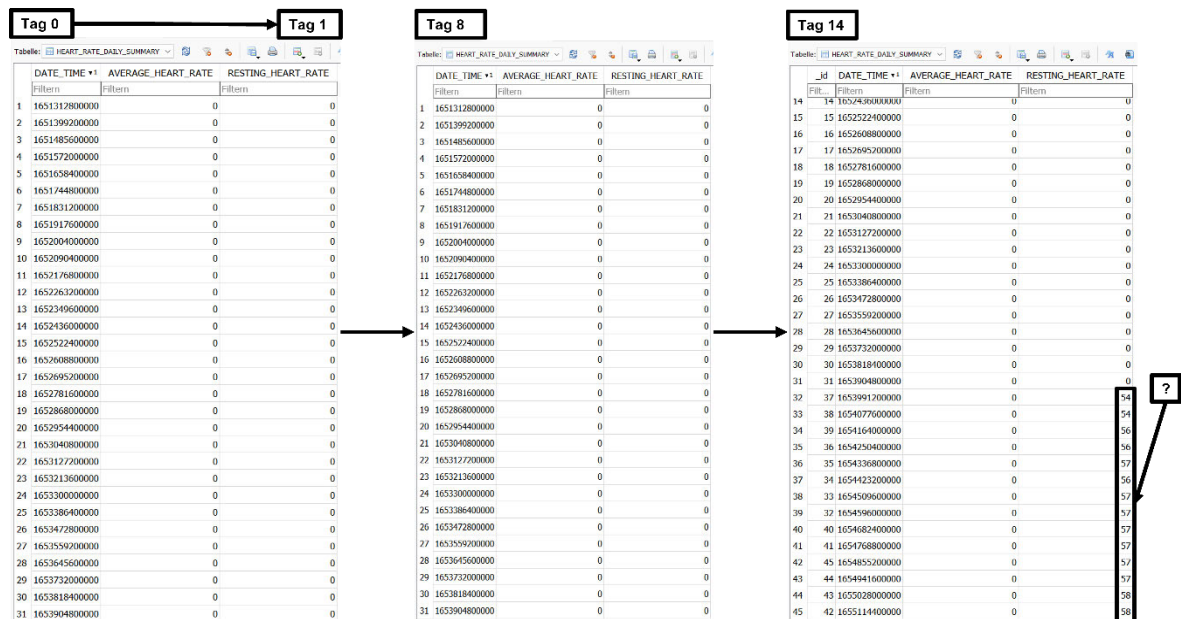 Tag 0 Tag 1
Tabelle: HEART_RATE_DAILY_SUMMARY
DATE_TIME AVERAGE_HEART_RATE RESTING_HEART_RATE
Filtern Filtern Filtern
1 1651312800000 0 0
2 1651399200000 0 0
3 1651485600000 0 0
4 1651572000000 0 0
5 1651658400000 0 0
6 1651744800000 0 0
7 1651831200000 0 0
8 1651917600000 0 0
9 1652004000000 0 0
10 1652090400000 0 0
11 1652176800000 0 0
12 1652263200000 0 0
13 1652349600000 0 0
14 1652436000000 0 0
15 1652522400000 0 0
16 1652608800000 0 0
17 1652695200000 0 0
18 1652781600000 0 0
19 1652868000000 0 0
20 1652954400000 0 0
21 1653040800000 0 0
22 1653127200000 0 0
23 1653213600000 0 0
24 1653300000000 0 0
25 1653386400000 0 0
26 1653472800000 0 0
27 1653559200000 0 0
28 1653645600000 0 0
29 1653732000000 0 0
30 1653818400000 0 0
31 1653904800000 0 0
Tag 8
Tabelle: HEART_RATE_DAILY_SUMMARY
DATE_TIME AVERAGE_HEART_RATE RESTING_HEART_RATE
Filtern Filtern Filtern
1 1651312800000 0 0
2 1651399200000 0 0
3 1651485600000 0 0
4 1651572000000 0 0
5 1651658400000 0 0
6 1651744800000 0 0
7 1651831200000 0 0
8 1651917600000 0 0
9 1652004000000 0 0
10 1652090400000 0 0
11 1652176800000 0 0
12 1652263200000 0 0
13 1652349600000 0 0
14 1652436000000 0 0
15 1652522400000 0 0
16 1652608800000 0 0
17 1652695200000 0 0
18 1652781600000 0 0
19 1652868000000 0 0
20 1652954400000 0 0
21 1653040800000 0 0
22 1653127200000 0 0
23 1653213600000 0 0
24 1653300000000 0 0
25 1653386400000 0 0
26 1653472800000 0 0
27 1653559200000 0 0
28 1653645600000 0 0
29 1653732000000 0 0
30 1653818400000 0 0
31 1653904800000 0 0
Tag 14
Tabelle: HEART_RATE_DAILY_SUMMARY
_id DATE_TIME AVERAGE_HEART_RATE RESTING_HEART_RATE
Filt... Filtern Filtern Filtern
14 14 1652436000000 0 0
15 15 1652522400000 0 0
16 16 1652608800000 0 0
17 17 1652695200000 0 0
18 18 1652781600000 0 0
19 19 1652868000000 0 0
20 20 1652954400000 0 0
21 21 1653040800000 0 0
22 22 1653127200000 0 0
23 23 1653213600000 0 0
24 24 1653300000000 0 0
25 25 1653386400000 0 0
26 26 1653472800000 0 0
27 27 1653559200000 0 0
28 28 1653645600000 0 0
29 29 1653732000000 0 0
30 30 1653818400000 0 0
31 31 1653904800000 0 0
32 37 1653991200000 0 54
33 38 1654077600000 0 54
34 39 1654164000000 0 56
35 36 1654250400000 0 56
36 35 1654336800000 0 57
37 34 1654423200000 0 56
38 33 1654509600000 0 57
39 32 1654596000000 0 57
40 40 1654682400000 0 57
41 41 1654768800000 0 57
42 45 1654855200000 0 57
43 44 1654941600000 0 57
44 43 1655028000000 0 58
45 42 1655114400000 0 58
?